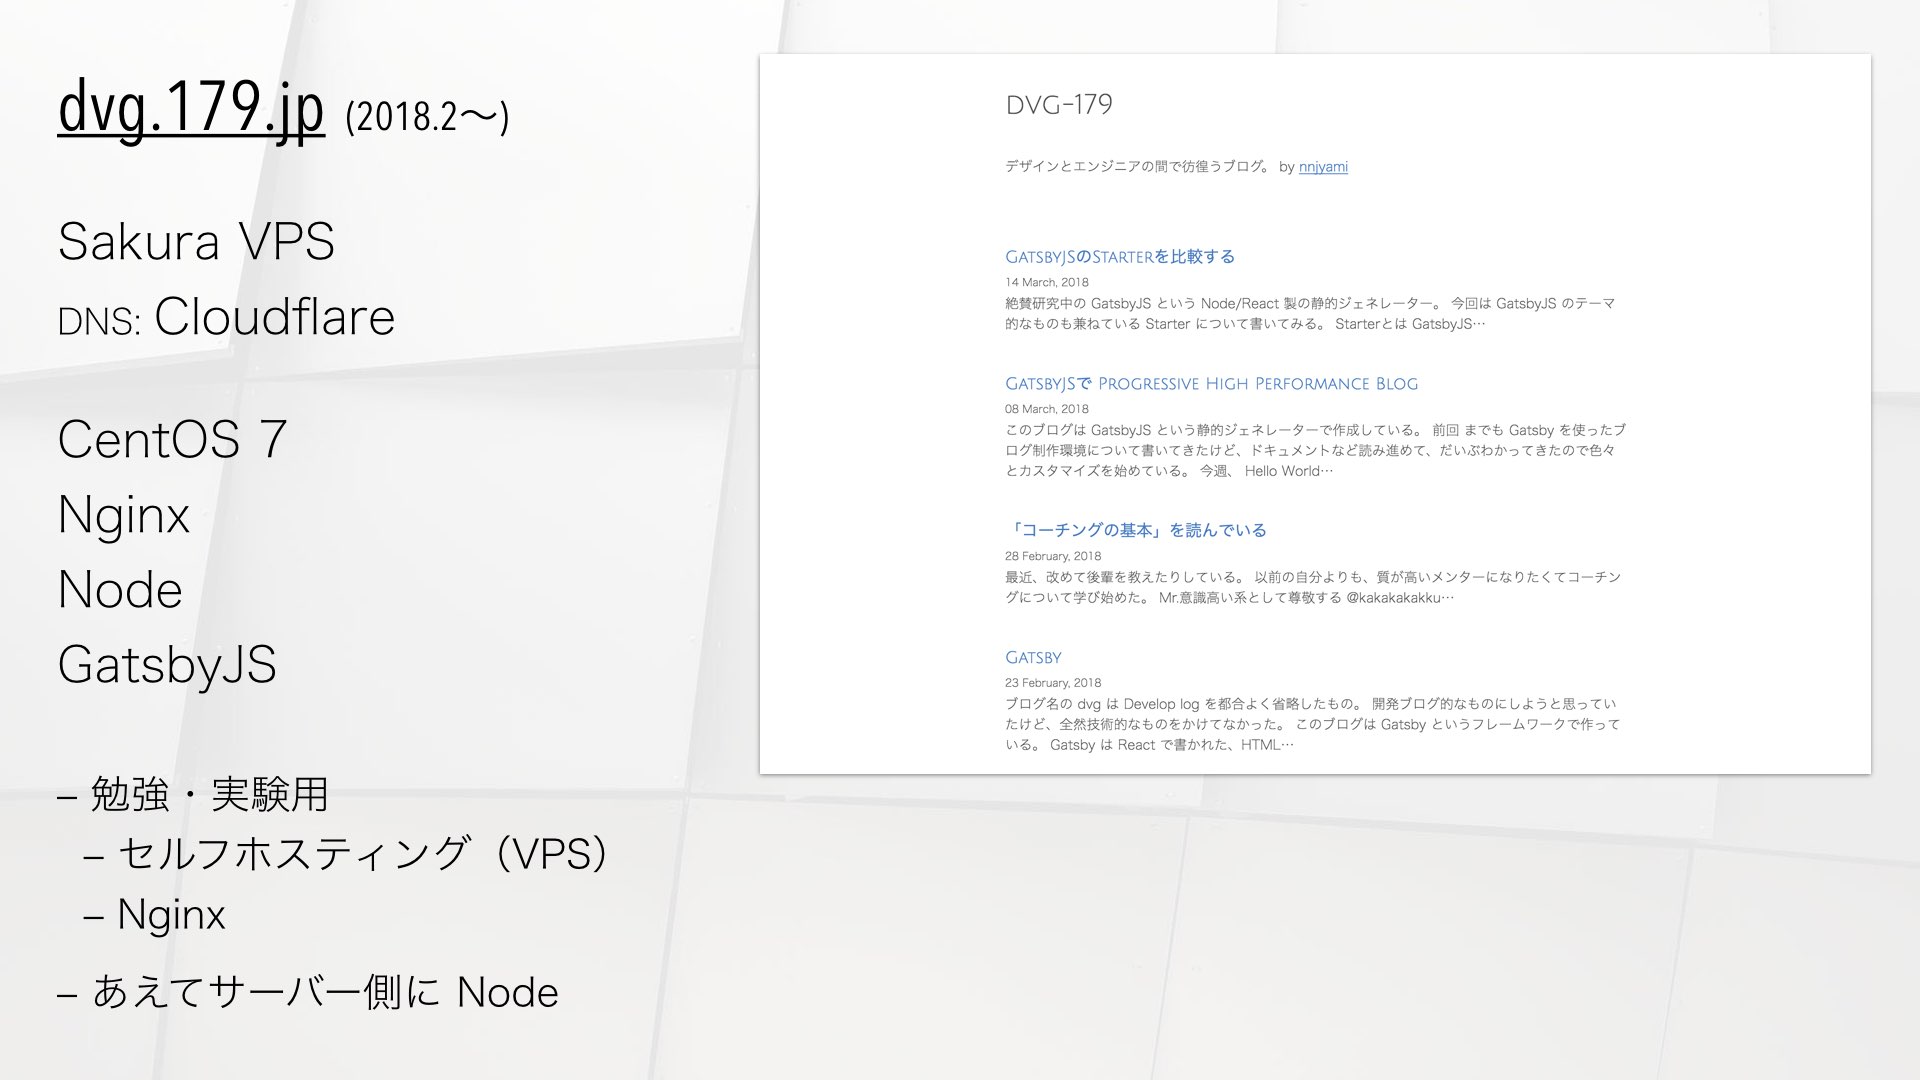 dvg.179.jp (2018.2〜)
Sakura VPS
DNS: Cloudflare
CentOS 7
Nginx
Node
GatsbyJS
– 勉強・実験用
– セルフホスティング（VPS）
– Nginx
– あえてサーバー側に Node
DVG-179
デザインとエンジニアの間で彷徨うブログ。 by nnjyami
GatsbyJSのStarterを比較する
14 March, 2018
絶賛研究中の GatsbyJS という Node/React 製の静的ジェネレーター。 今回は GatsbyJS のテーマ
的なものも兼ねている Starter について書いてみる。 Starterとは GatsbyJS…
GatsbyJSで Progressive High Performance Blog
08 March, 2018
このブログは GatsbyJS という静的ジェネレーターで作成している。 前回 までも Gatsby を使ったブ
ログ制作環境について書いてきたけど、ドキュメントなど読み進めて、だいぶわかってきたので色々
とカスタマイズを始めている。 今週、 Hello World…
「コーチングの基本」を読んでいる
28 February, 2018
最近、改めて後輩を教えたりしている。 以前の自分よりも、質が高いメンターになりたくてコーチン
グについて学び始めた。 Mr.意識高い系として尊敬する @kakakakakku…
Gatsby
23 February, 2018
ブログ名の dvg は Develop log を都合よく省略したもの。 開発ブログ的なものにしようと思ってい
たけど、全然技術的なものをかけてなかった。 このブログは Gatsby というフレームワークで作って
いる。 Gatsby は React で書かれた、HTML…